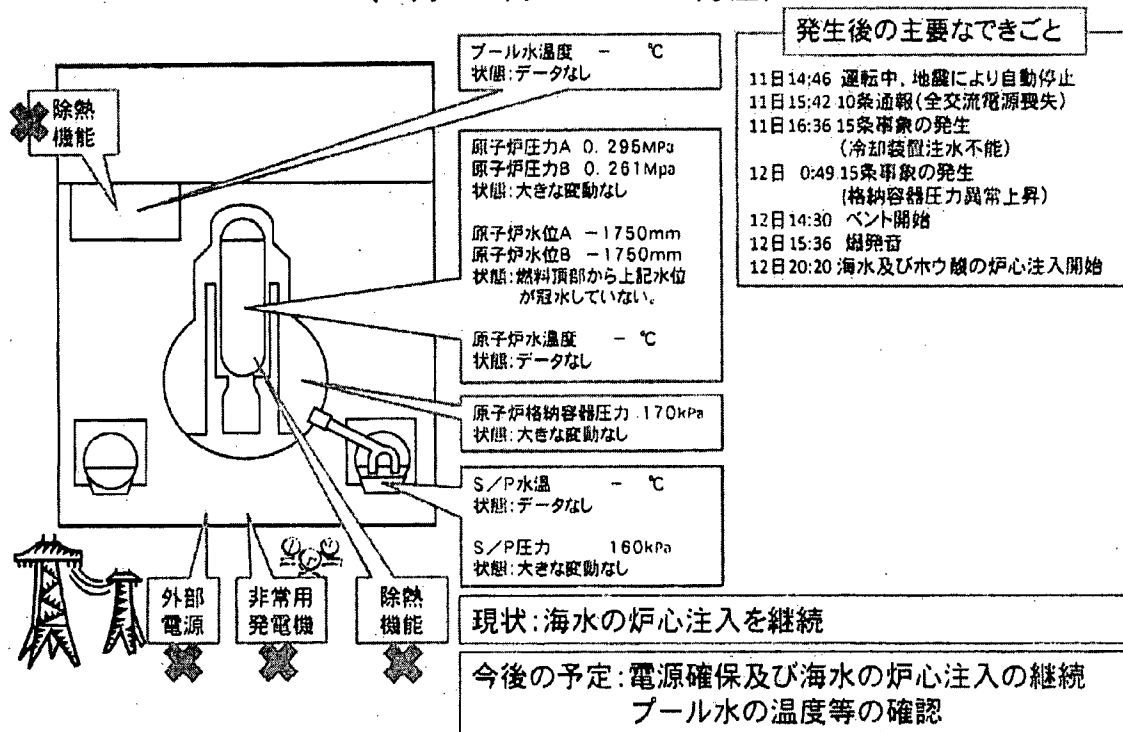 発生後の主要なできごと
11日14:46 運転中、地震により自動停止
11日15:42 10条通報(全交流電源喪失)
11日16:36 15条事象の発生
(冷却装置注水不能)
12日 0:49 15条事象の発生
(格納容器圧力異常上昇)
12日14:30 ベント開始
12日15:36 爆発音
12日20:20 海水及びホウ酸の炉心注入開始
プール水温度 - ℃
状態:データなし
除熱
機能
原子炉圧力A 0.295MPa
原子炉圧力B 0.261Mpa
状態:大きな変動なし
原子炉水位A -1750mm
原子炉水位B -1750mm
状態:燃料頂部から上記水位
が冠水していない。
原子炉水温度 - ℃
状態:データなし
原子炉格納容器圧力 170kPa
状態:大きな変動なし
S/P水温 - ℃
状態:データなし
S/P圧力 160kPa
状態:大きな変動なし
外部
電源
非常用
発電機
除熱
機能
現状:海水の炉心注入を継続
今後の予定:電源確保及び海水の炉心注入の継続
プール水の温度等の確認